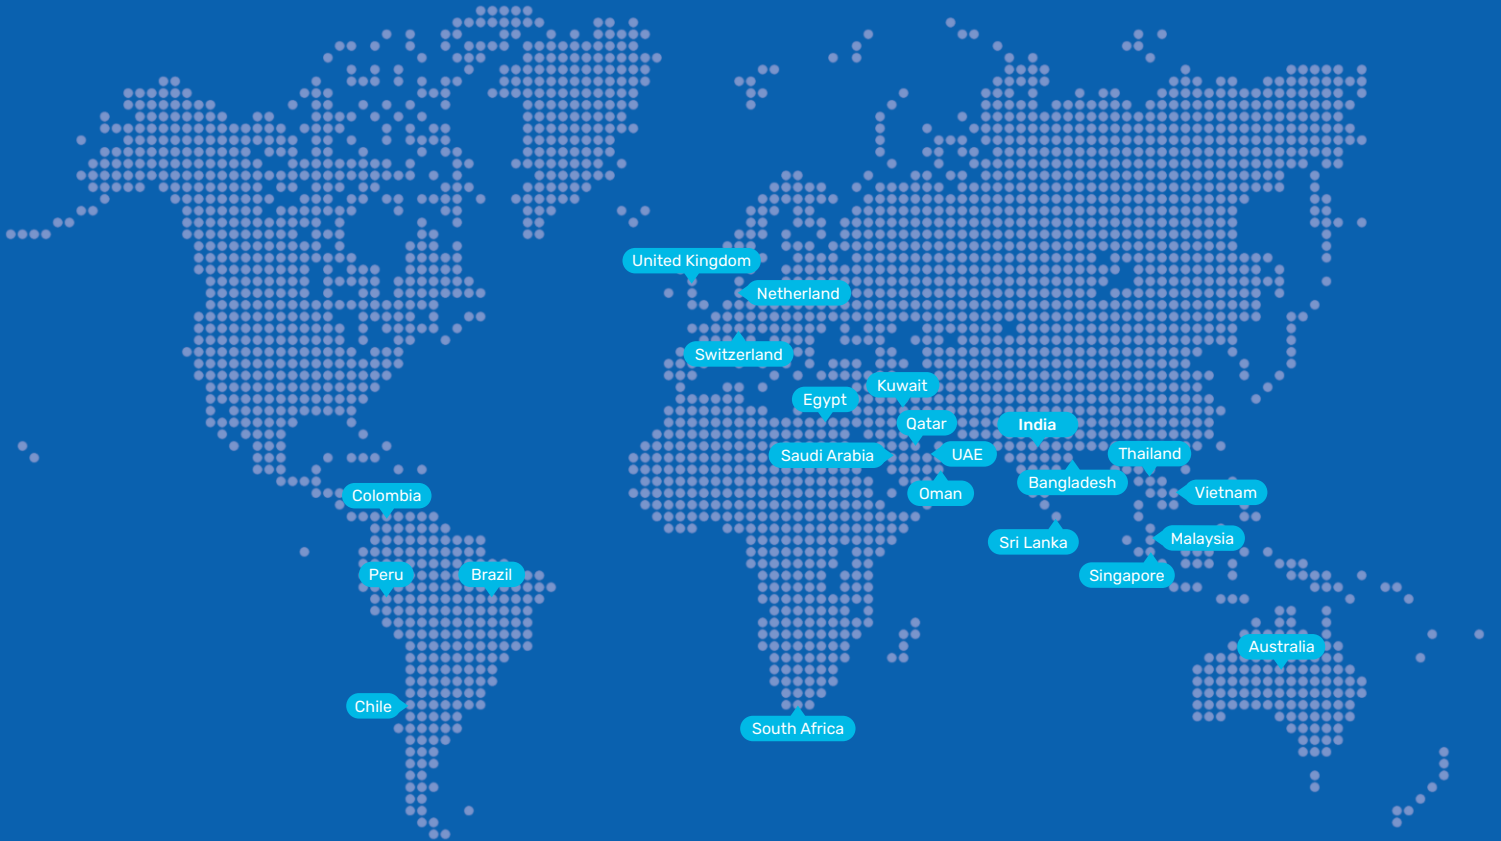 United Kingdom
Netherland
Switzerland
Kuwait
Egypt
Qatar
India
Saudi Arabia
UAE
Thailand
Bangladesh
Oman
Vietnam
Colombia
Sri Lanka
Malaysia
Peru
Brazil
Singapore
Australia
Chile
South Africa